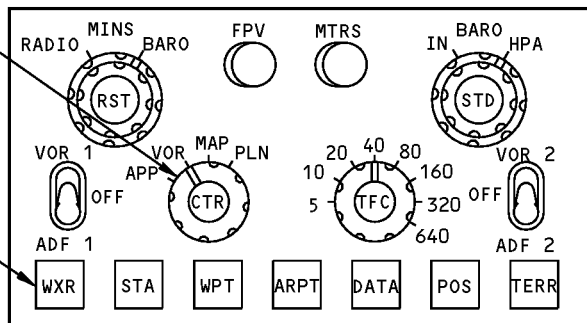 MINS
RADIO BARO
RST
FPV MTRS
BARO
IN HPA
STD
VOR 1
OFF
ADF 1
APP VOR MAP PLN
CTR
5 10 20 40 80 160 320 640
TFC
VOR 2
OFF
ADF 2
WXR STA WPT ARPT DATA POS TERR